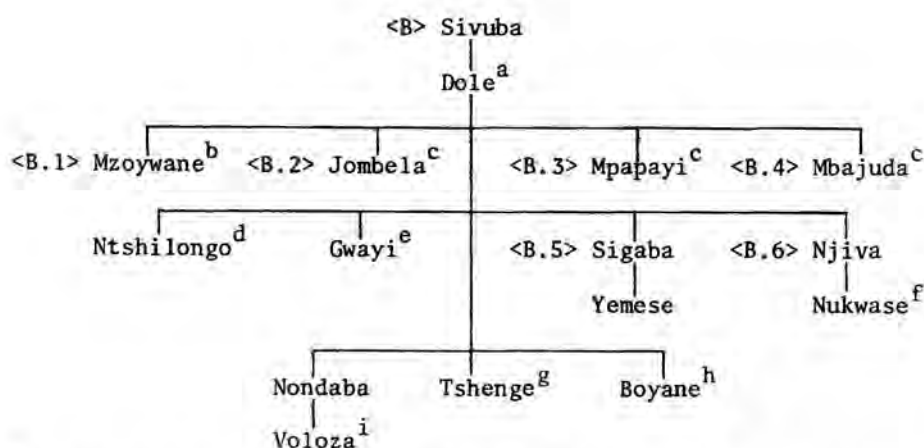 <B> Sivuba
Dole a
<B.1> Mzoywane b <B.2> Jombela c <B.3> Mpapayi c <B.4> Mbajuda c
Ntshilongo d Gwayi e <B.5> Sigaba <B.6> Njiva
Yemese Nukwase f
Nondaba Tshenge g Boyane h
Voloza i